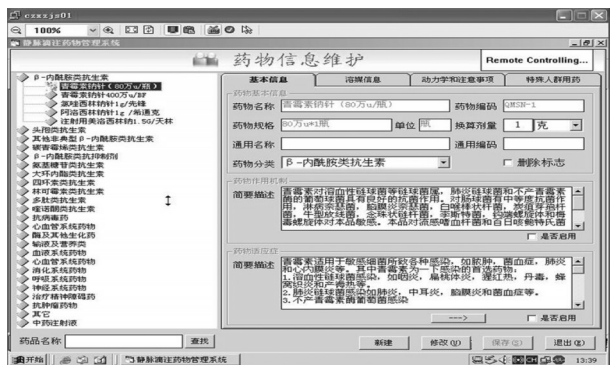 czxzjs01
100%
静脉滴注药物管理系统
药物信息维护
Remote Controlling...
β-内酰胺类抗生素
青霉素钠针(80万u/瓶)
青霉素钠针400万u/BF
氯唑西林钠针1g/先锋
阿洛西林钠针1g/希道克
注射用美洛西林钠1.5G/天林
头孢类抗生素
其他非典型β-内酰胺类抗生素
碳青霉烯类抗生素
β-内酰胺类抗抑制剂
氨基糖苷类抗生素
大环内酯类抗生素
四环素类抗生素
林可霉素类抗生素
多肽类抗生素
喹诺酮类抗生素
抗病毒药
心血管系统药物
酶及其他生化药
输液及营养类
血液系统药物
心血管系统药物
消化系统药物
呼吸系统药物
神经系统药物
治疗精神障碍药
抗肿瘤药物
其它
中药注射液
基本信息 溶媒信息 动力学和注意事项 特殊人群用药
药物基本信息
药物名称 青霉素钠针(80万u/瓶) 药物编码 QMSN-1
药物规格 80万u*1瓶 单位 瓶 换算剂量 1 克
通用名称 通用编码
药物分类 β-内酰胺类抗生素 删除标志
药物作用机制
简要描述 青霉素对溶血性链球菌等链球菌属,肺炎链球菌和不产青霉素
酶的葡萄球菌具有良好的抗菌作用。对肠球菌有中等度抗菌作
用,淋病奈瑟菌,脑膜炎奈瑟菌,白喉棒状杆菌,炭疽芽孢杆
菌,牛型放线菌,念珠状链杆菌,李斯特菌,钩端螺旋体和梅
毒螺旋体对本品敏感。本品对流感嗜血杆菌和百日咳鲍特氏菌
是否启用
药物适应症
简要描述 青霉素适用于敏感细菌所致各种感染,如脓肿,菌血症,肺炎
和心内膜炎等。其中青霉素为一下感染的首选药物:
1.溶血性链球菌感染,如咽炎,扁桃体炎,猩红热,丹毒,蜂
窝织炎和产褥热等。
2.肺炎链球菌感染如肺炎,中耳炎,脑膜炎和菌血症等。
3.不产青霉素酶葡萄菌感染
---> 是否启用
药品名称 查找 新建 修改(U) 保存(S) 退出(X)
开始 静脉滴注药物管理系统 13:39